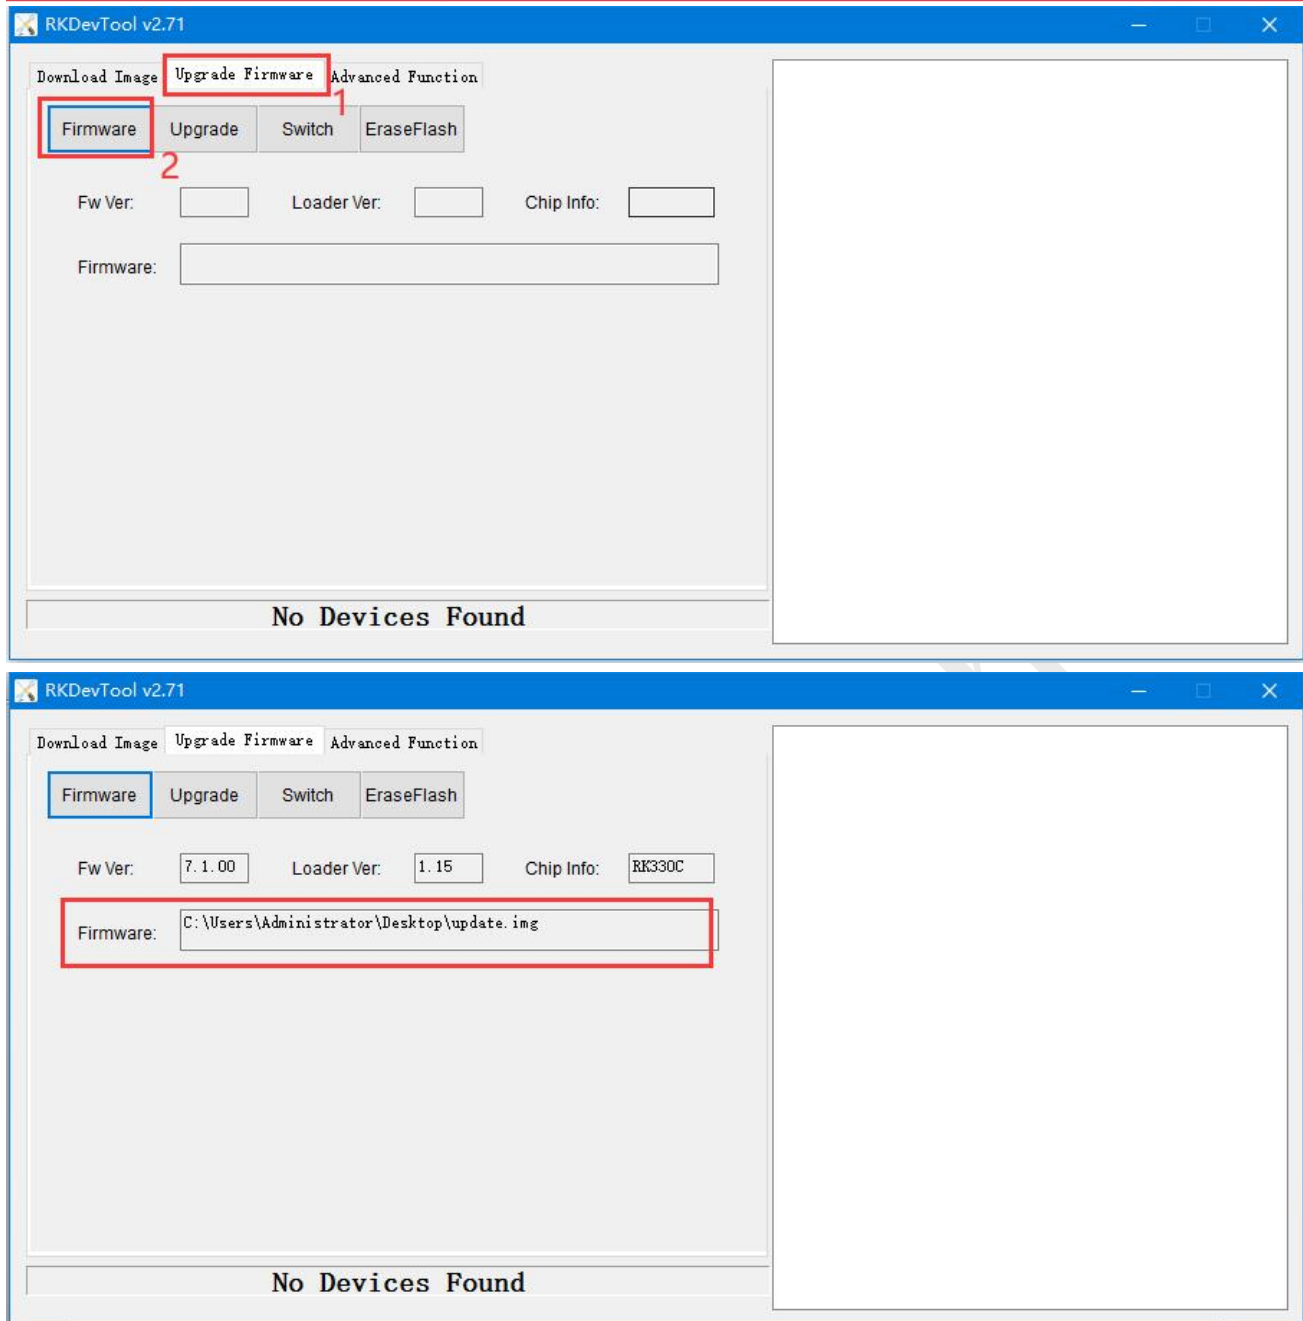 RKDevTool v2.71
Download Image Upgrade Firmware Advanced Function
1
Firmware Upgrade Switch EraseFlash
2
Fw Ver: Loader Ver: Chip Info:
Firmware:
No Devices Found
RKDevTool v2.71
Download Image Upgrade Firmware Advanced Function
Firmware Upgrade Switch EraseFlash
Fw Ver: 7.1.00 Loader Ver: 1.15 Chip Info: RK330C
Firmware: C:\Users\Administrator\Desktop\update.img
No Devices Found